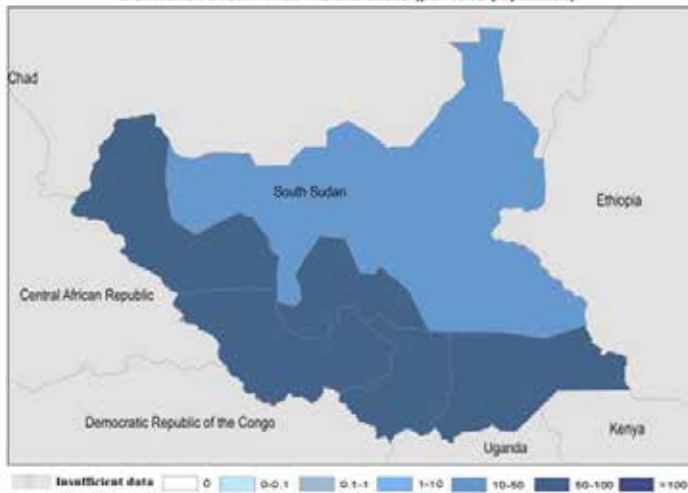 Chad
South Sudan
Ethiopia
Central African Republic
Democratic Republic of the Congo
Kenya
Uganda
Insufficient data 0 0-0.1 0.1-1 1-10 10-50 50-100 >100